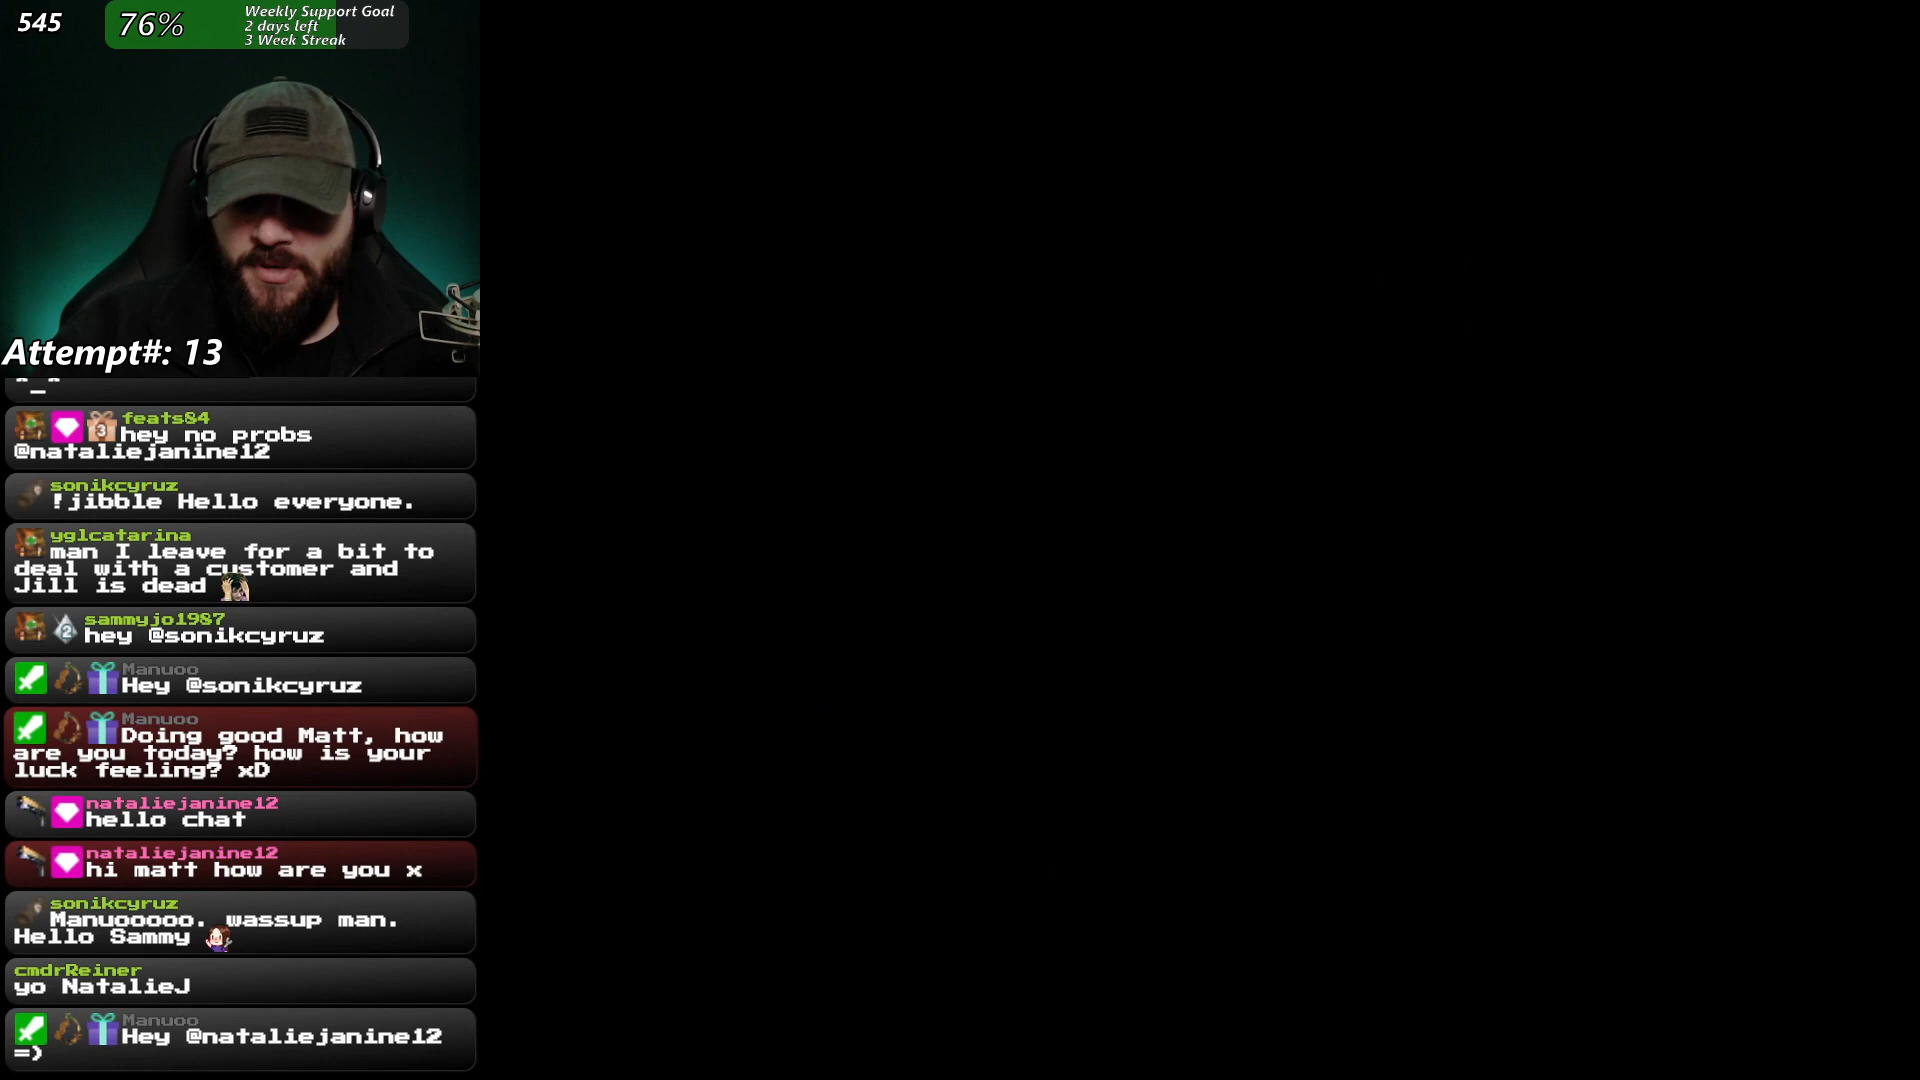 545
76%
Weekly Support Goal
2 days left
3 Week Streak
Attempt#: 13
^_^
feats84
3
hey no probs
@nataliejanine12
sonikcyruz
!jibble Hello everyone.
yglcatarina
man I leave for a bit to
deal with a customer and
Jill is dead
sammyjo1987
2
hey @sonikcyruz
Manuoo
Hey @sonikcyruz
Manuoo
Doing good Matt, how
are you today? how is your
luck feeling? xD
nataliejanine12
hello chat
nataliejanine12
hi matt how are you x
sonikcyruz
Manuooooo. wassup man.
Hello Sammy
cmdrReiner
yo NatalieJ
Manuoo
Hey @nataliejanine12
=)